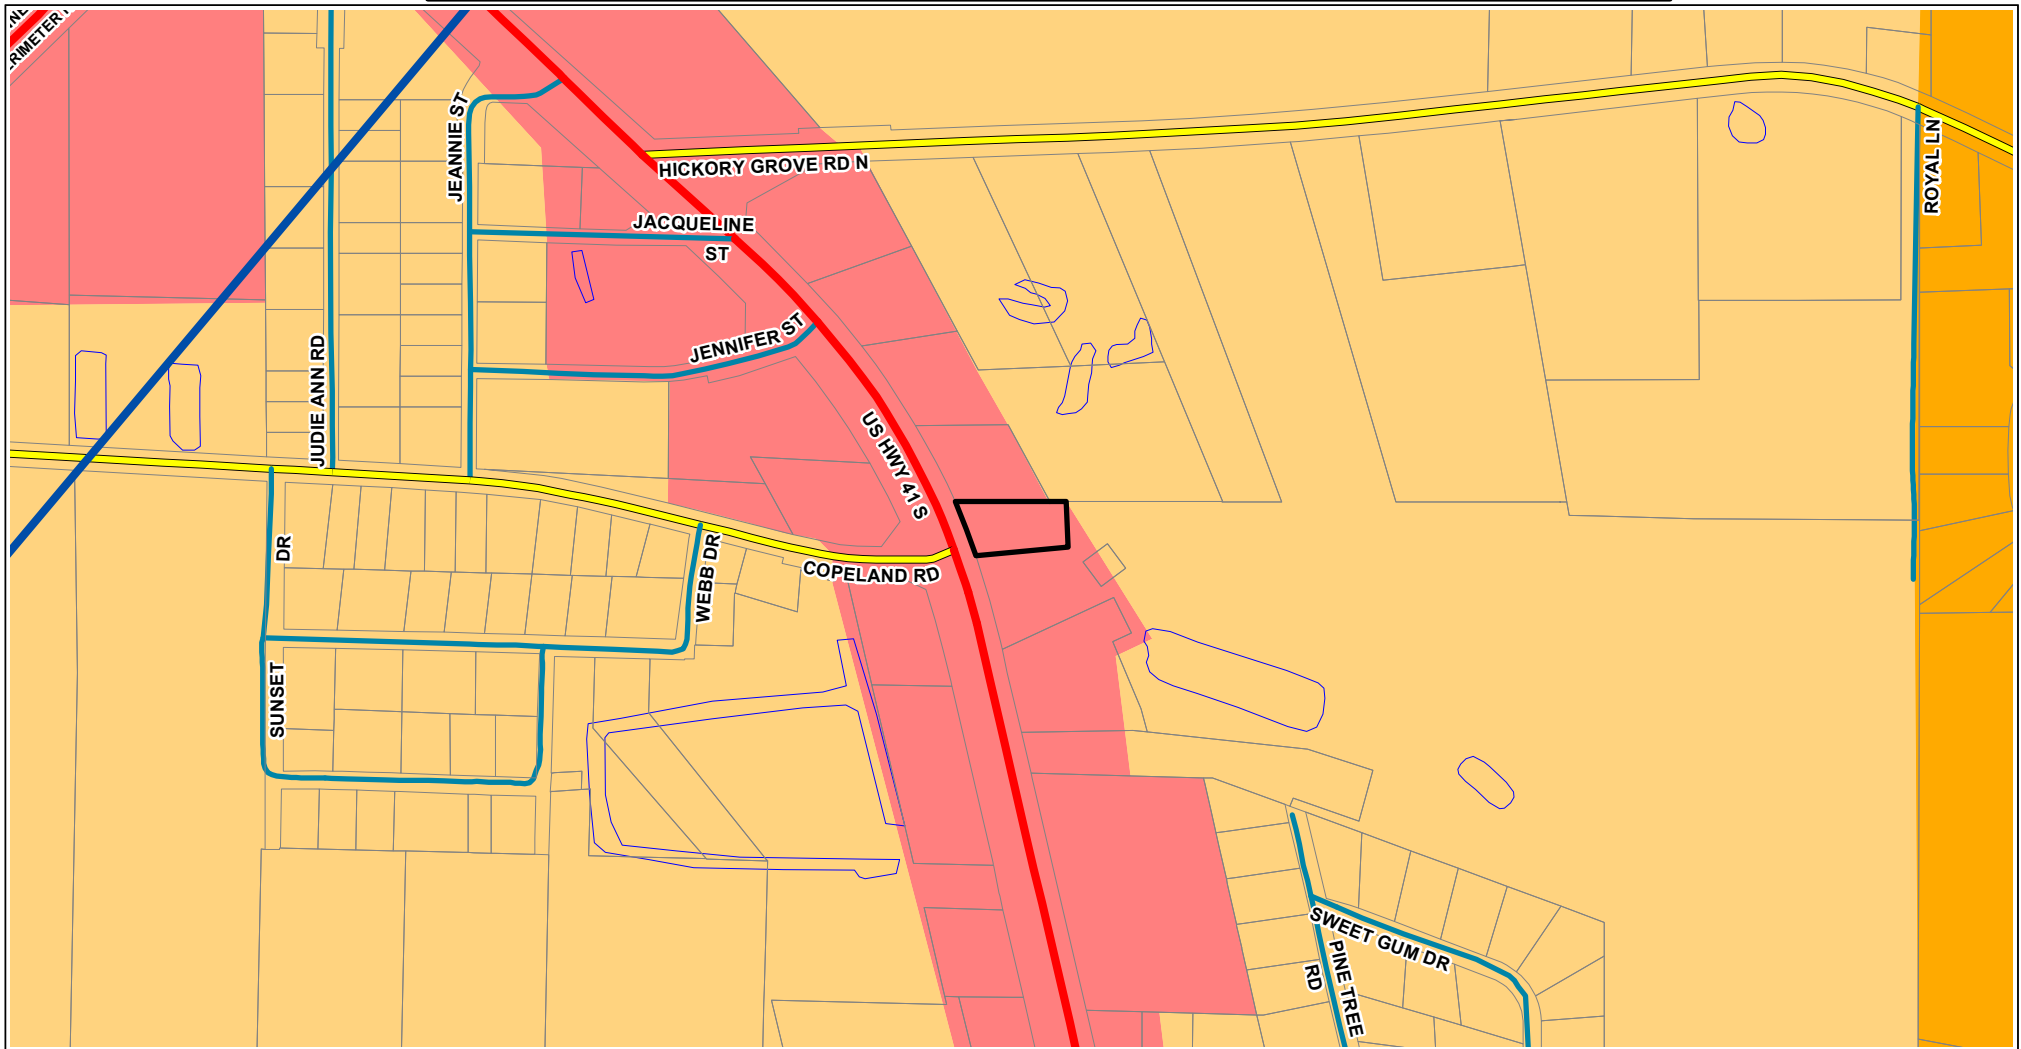 JEANNIE ST
HICKORY GROVE RD N
ROYAL LN
JACQUELINE
ST
JENNIFER ST
JUDIE ANN RD
US HWY 41 S
DR
WEBB DR
COPELAND RD
SUNSET
SWEET GUM DR
PINE TREE
RD